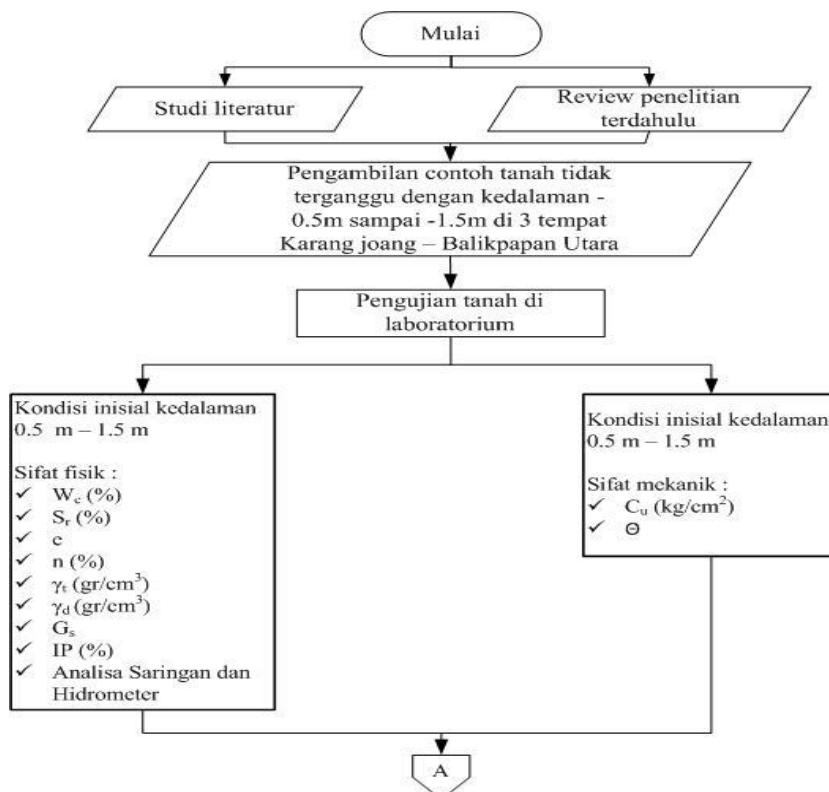 Mulai
Studi literatur
Review penelitian
terdahulu
Pengambilan contoh tanah tidak
terganggu dengan kedalaman -
0.5m sampai -1.5m di 3 tempat
Karang joang – Balikpapan Utara
Pengujian tanah di
laboratorium
Kondisi inisial kedalaman
0.5 m – 1.5 m
Sifat fisik :
✓ Wc (%)
✓ Sr (%)
✓ e
✓ n (%)
✓ γt (gr/cm³)
✓ γd (gr/cm³)
✓ Gs
✓ IP (%)
✓ Analisa Saringan dan
Hidrometer
Kondisi inisial kedalaman
0.5 m – 1.5 m
Sifat mekanik :
✓ Cu (kg/cm²)
✓ Θ
A